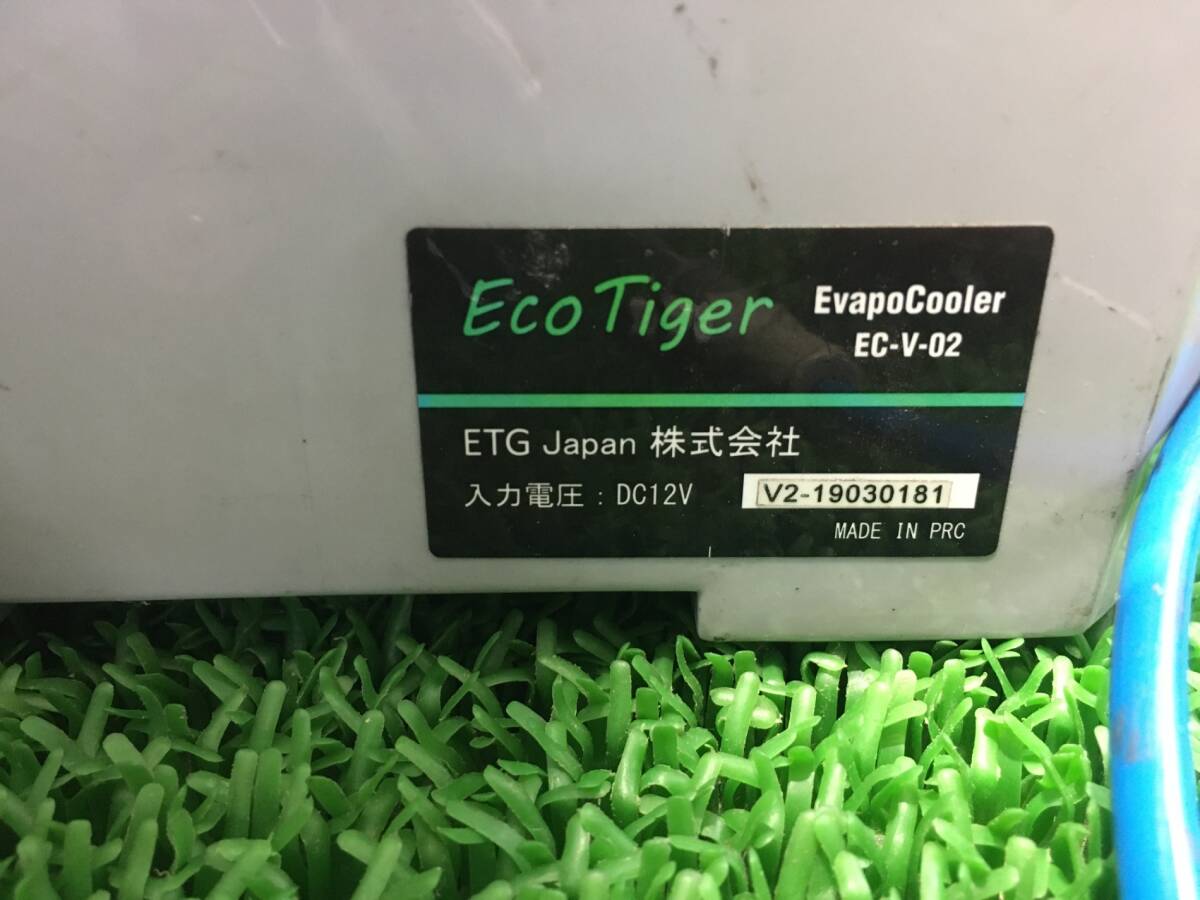 EcoTiger
EvapoCooler
EC-V-02
ETG Japan 株式会社
入力電圧：DC12V
V2-19030181
MADE IN PRC